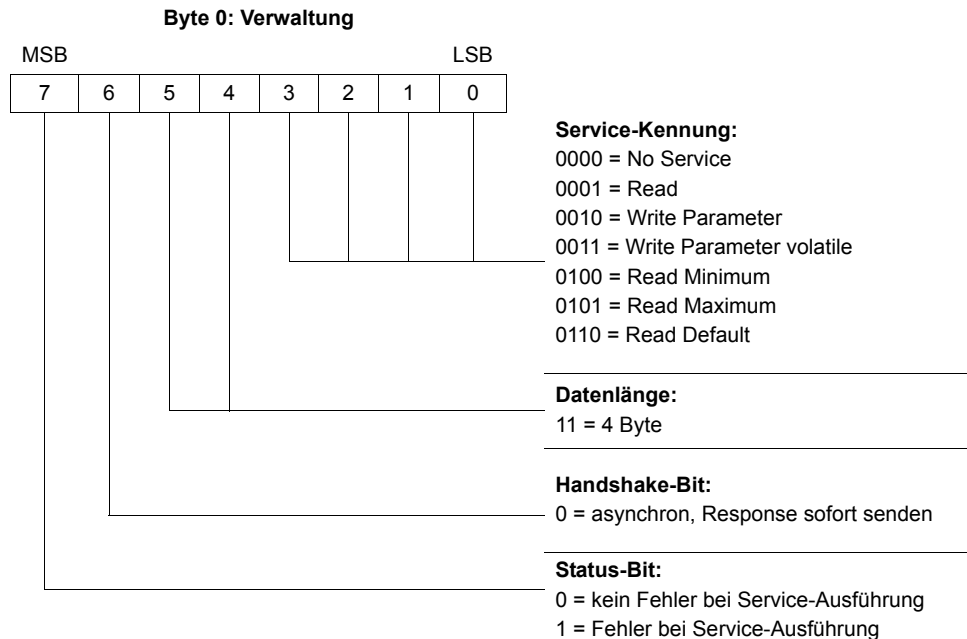 Byte 0: Verwaltung
MSB LSB
7 6 5 4 3 2 1 0
Service-Kennung:
0000 = No Service
0001 = Read
0010 = Write Parameter
0011 = Write Parameter volatile
0100 = Read Minimum
0101 = Read Maximum
0110 = Read Default
Datenlänge:
11 = 4 Byte
Handshake-Bit:
0 = asynchron, Response sofort senden
Status-Bit:
0 = kein Fehler bei Service-Ausführung
1 = Fehler bei Service-Ausführung